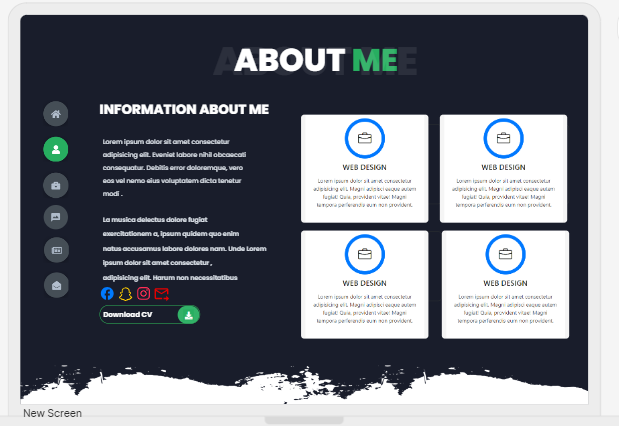 ABOUT ME
INFORMATION ABOUT ME
Lorem ipsum dolor sit amet consectetur
adipisicing elit. Eveniet labore nihil obcaecati
consequatur. Debitis error doloremque, vero
eos vel nemo eius voluptatem dicta tenetur
modi .
La musica delectus dolore fugiat
exercitationem a, ipsum quidem quo enim
natus accusamus labore dolores nam. Unde Lorem
ipsum dolor sit amet consectetur ,
adipisicing elit. Harum non necessitatibus
Download CV
WEB DESIGN
Lorem ipsum dolor sit amet consectetur
adipisicing elit. Magni adipisci eaque autem
fugiat! Quia, provident velit! Magni
tempora perferendis eum non provident.
WEB DESIGN
Lorem ipsum dolor sit amet consectetur
adipisicing elit. Magni adipisci eaque autem
fugiat! Quia, provident velit! Magni
tempora perferendis eum non provident.
WEB DESIGN
Lorem ipsum dolor sit amet consectetur
adipisicing elit. Magni adipisci eaque autem
fugiat! Quia, provident velit! Magni
tempora perferendis eum non provident.
WEB DESIGN
Lorem ipsum dolor sit amet consectetur
adipisicing elit. Magni adipisci eaque autem
fugiat! Quia, provident velit! Magni
tempora perferendis eum non provident.
New Screen